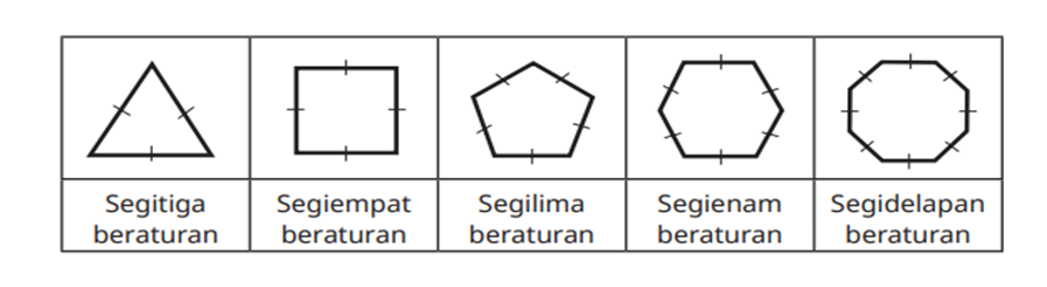 Segitiga
beraturan
Segiempat
beraturan
Segilima
beraturan
Segienam
beraturan
Segidelapan
beraturan